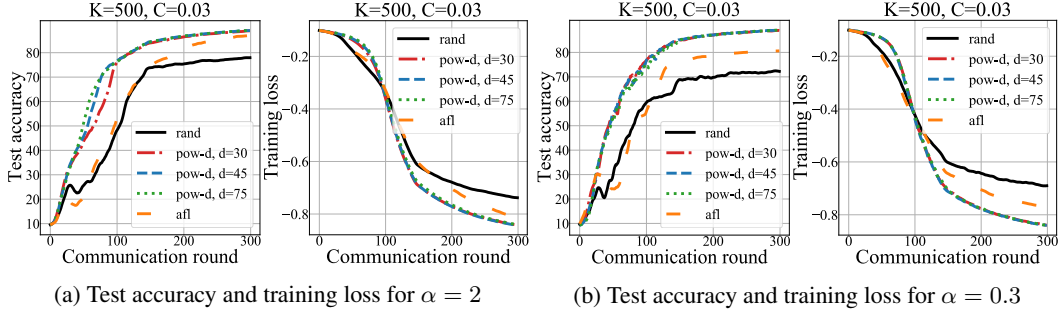 K=500, C=0.03
Test accuracy
80
70
60
50
40
30
20
10
rand
pow-d, d=30
pow-d, d=45
pow-d, d=75
afl
0
100
200
300
Communication round
K=500, C=0.03
Training loss
−0.2
−0.4
−0.6
−0.8
rand
pow-d, d=30
pow-d, d=45
pow-d, d=75
afl
0
100
200
300
Communication round
K=500, C=0.03
Test accuracy
80
70
60
50
40
30
20
10
rand
pow-d, d=30
pow-d, d=45
pow-d, d=75
afl
0
100
200
300
Communication round
K=500, C=0.03
Training loss
−0.2
−0.4
−0.6
−0.8
rand
pow-d, d=30
pow-d, d=45
pow-d, d=75
afl
0
100
200
300
Communication round
(a) Test accuracy and training loss for α = 2
(b) Test accuracy and training loss for α = 0.3